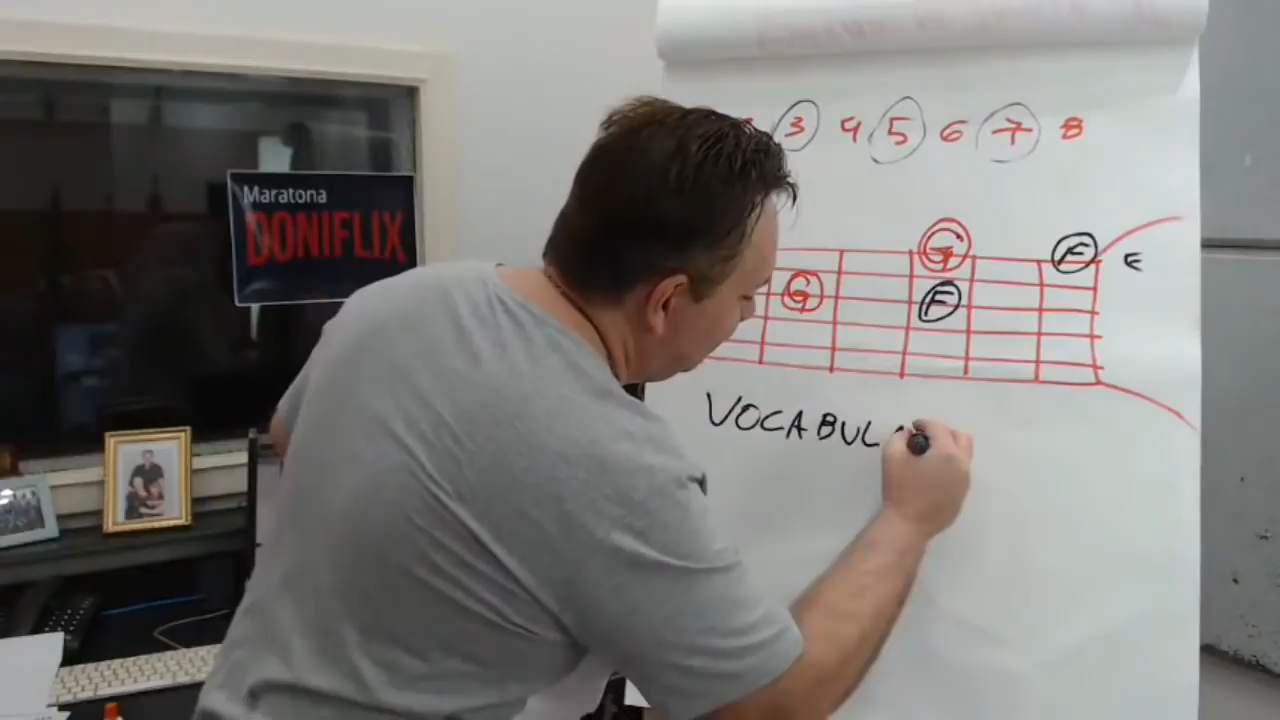 Maratona
DONIFLIX
3 4 5 6 7 8
G F E
G F
VOCABUL